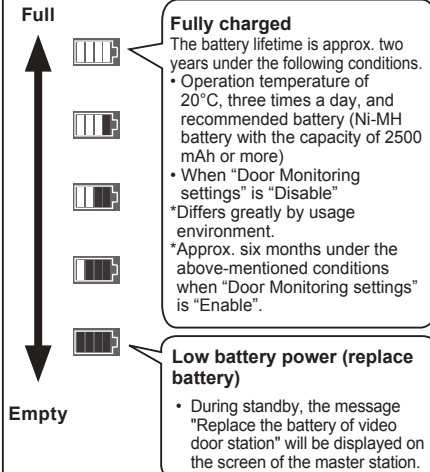 Full
Fully charged
The battery lifetime is approx. two
years under the following conditions.
• Operation temperature of
20°C, three times a day, and
recommended battery (Ni-MH
battery with the capacity of 2500
mAh or more)
• When “Door Monitoring
settings” is “Disable”
*Differs greatly by usage
environment.
*Approx. six months under the
above-mentioned conditions
when “Door Monitoring settings”
is “Enable”.
Low battery power (replace
battery)
• During standby, the message
"Replace the battery of video
door station" will be displayed on
the screen of the master station.
Empty